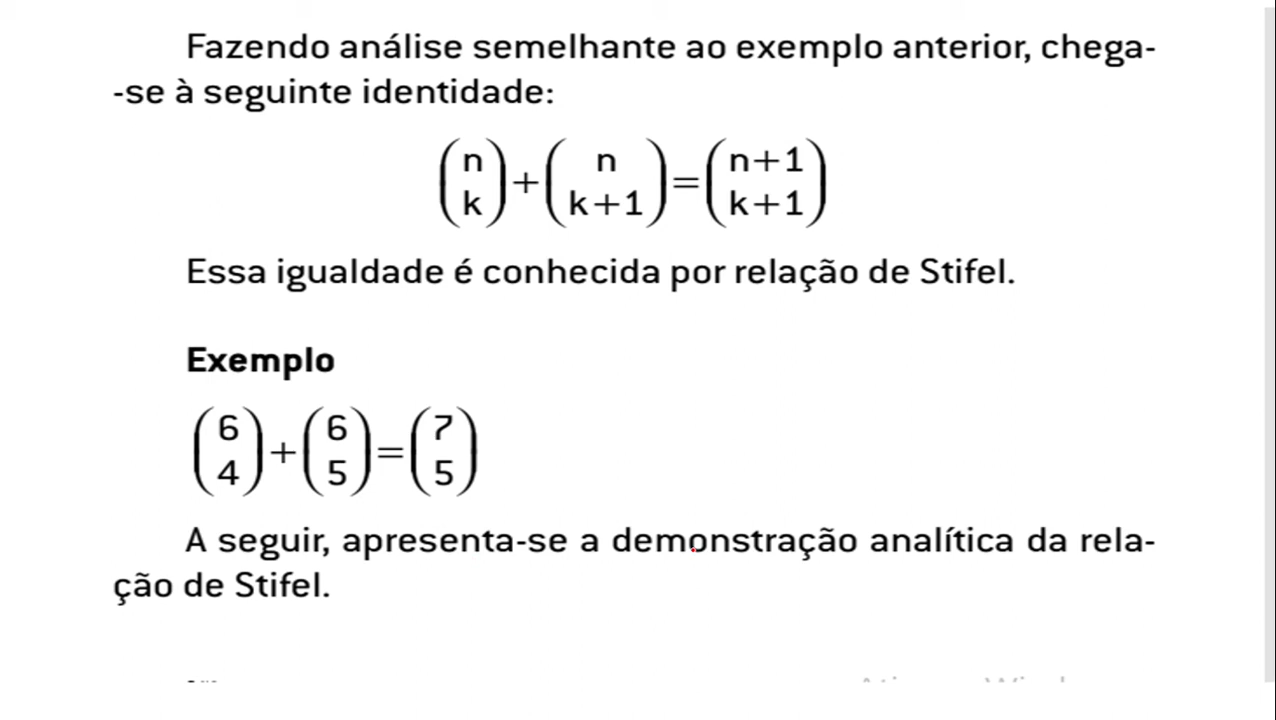 Fazendo análise semelhante ao exemplo anterior, chega-
-se à seguinte identidade:
(n k) + (n k+1) = (n+1 k+1)
Essa igualdade é conhecida por relação de Stifel.
Exemplo
(6 4) + (6 5) = (7 5)
A seguir, apresenta-se a demonstração analítica da rela-
ção de Stifel.